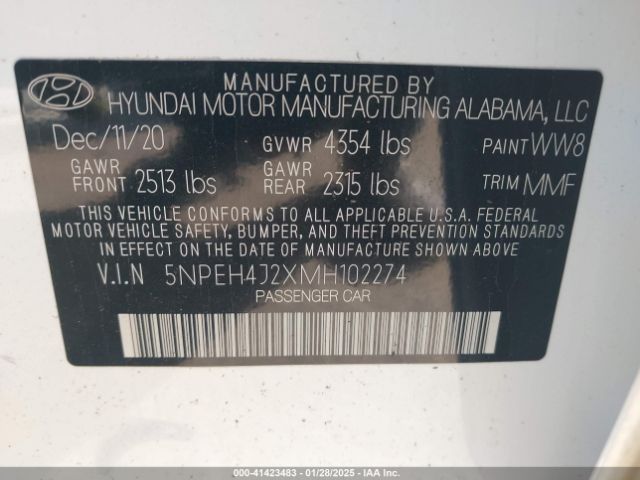 MANUFACTURED BY
HYUNDAI MOTOR MANUFACTURING ALABAMA, LLC
Dec/11/20 GVWR 4354 lbs PAINT WW8
GAWR FRONT 2513 lbs GAWR REAR 2315 lbs TRIM MMF
THIS VEHICLE CONFORMS TO ALL APPLICABLE U.S.A. FEDERAL
MOTOR VEHICLE SAFETY, BUMPER, AND THEFT PREVENTION STANDARDS
IN EFFECT ON THE DATE OF MANUFACTURE SHOWN ABOVE
V.I.N 5NPEH4J2XMH102274
PASSENGER CAR
000-41423483 - 01/28/2025 - IAA Inc.